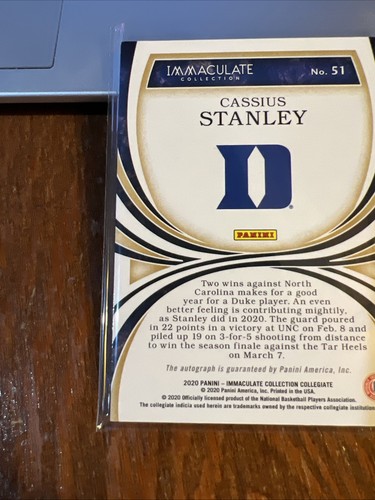 IMMACULATE
COLLECTION
No. 51
CASSIUS
STANLEY
D
PANINI
Two wins against North
Carolina makes for a good
year for a Duke player. An even
better feeling is contributing mightily,
as Stanley did in 2020. The guard poured
in 22 points in a victory at UNC on Feb. 8 and
piled up 19 on 3-for-5 shooting from distance
to win the season finale against the Tar Heels
on March 7.
The autograph is guaranteed by Panini America, Inc.
2020 PANINI – IMMACULATE COLLECTION COLLEGIATE
© 2020 Panini America, Inc. Printed in the USA.
© 2020 Officially licensed product of the National Basketball Players Association.
The collegiate indicia used herein are trademarks owned by the respective collegiate